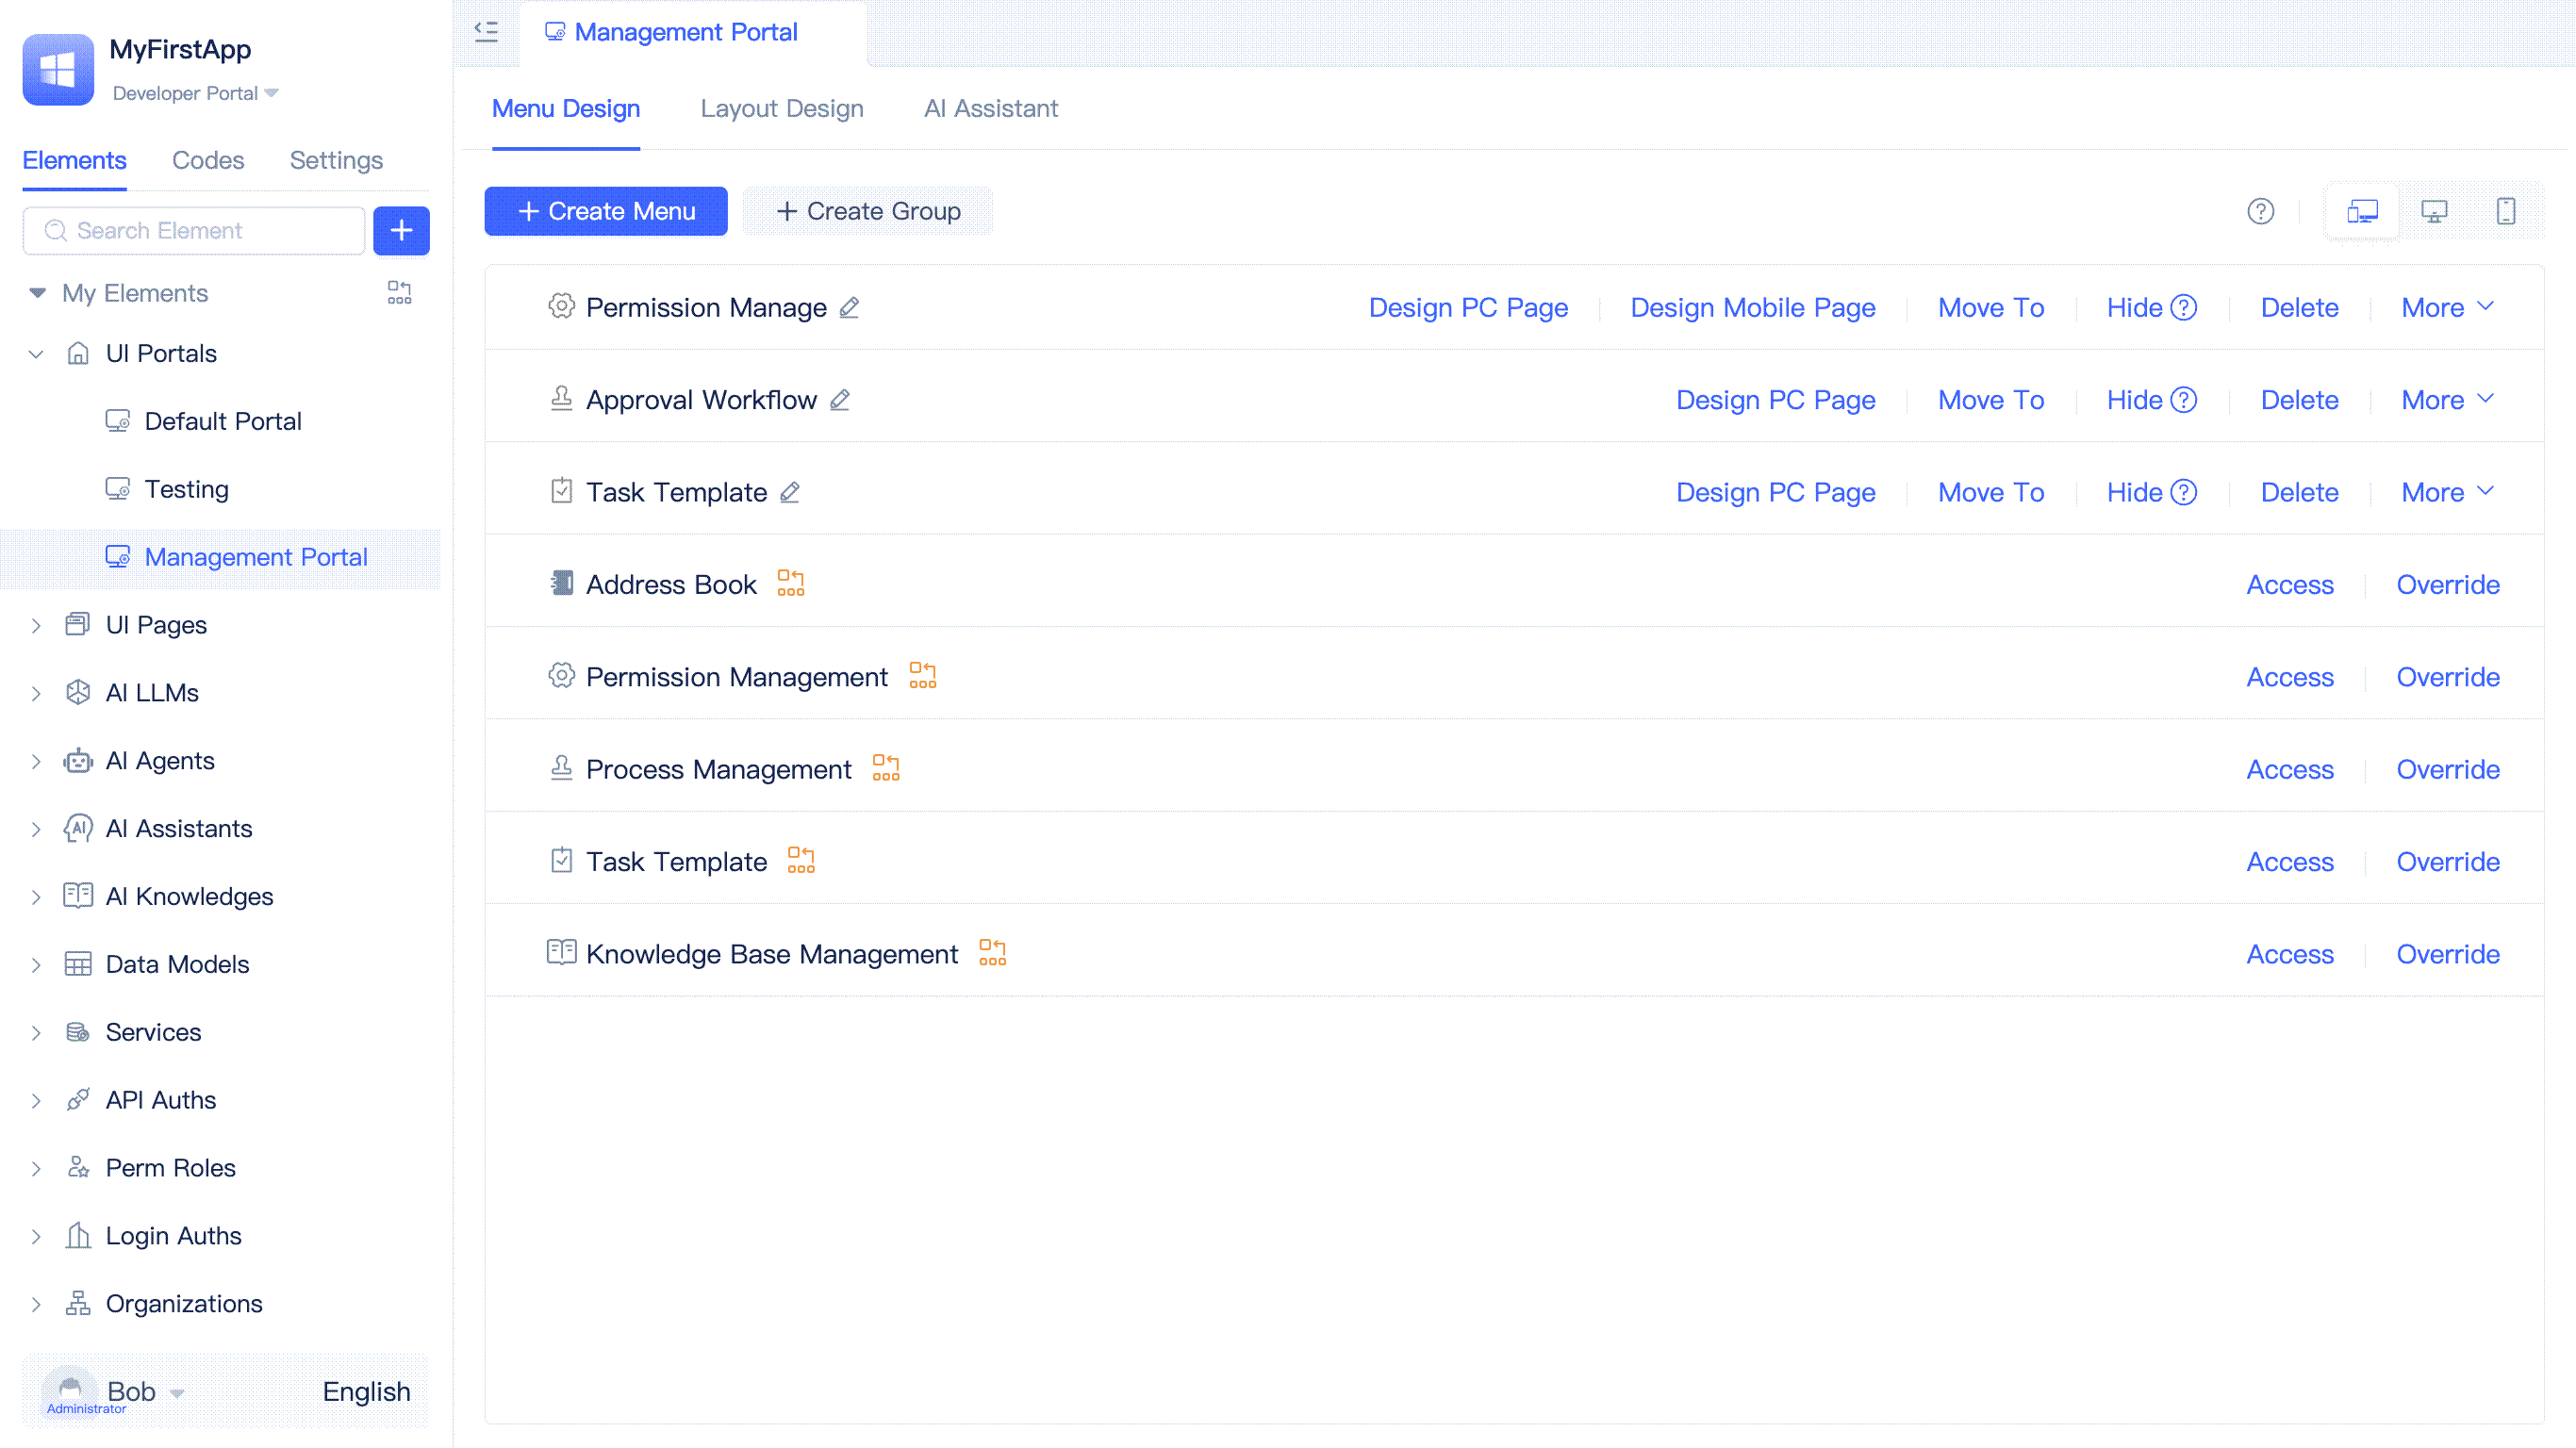 MyFirstApp
Developer Portal
Elements Codes Settings
Search Element
My Elements
UI Portals
Default Portal
Testing
Management Portal
UI Pages
AI LLMs
AI Agents
AI Assistants
AI Knowledges
Data Models
Services
API Auths
Perm Roles
Login Auths
Organizations
Bob English
Administrator
Management Portal
Menu Design Layout Design AI Assistant
+ Create Menu + Create Group
Permission Manage Design PC Page Design Mobile Page Move To Hide Delete More
Approval Workflow Design PC Page Move To Hide Delete More
Task Template Design PC Page Move To Hide Delete More
Address Book Access Override
Permission Management Access Override
Process Management Access Override
Task Template Access Override
Knowledge Base Management Access Override